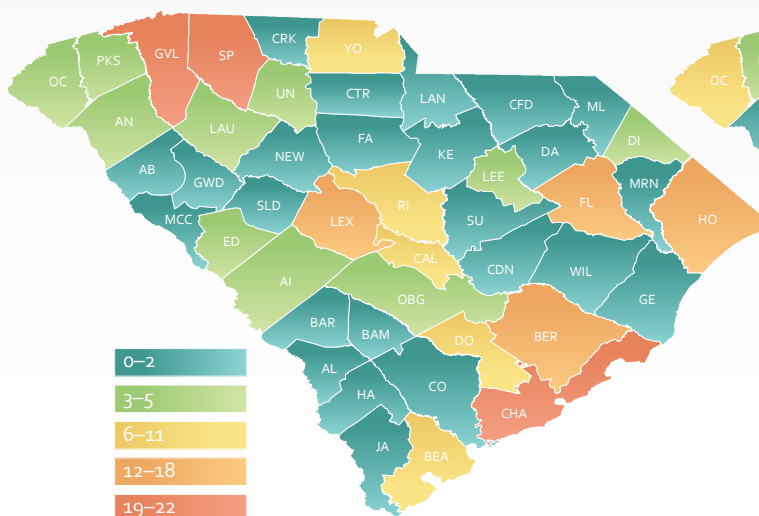 CRK
YO
GVL
SP
PKS
OC
OC
UN
CTR
LAN
CFD
ML
AN
LAU
FA
DI
NEW
KE
DA
AB
GWD
LEE
MRN
SLD
RI
FL
MCC
LEX
SU
HO
ED
CAL
CDN
WIL
AI
OBG
GE
BAR
BAM
DO
BER
AL
CO
HA
CHA
JA
BEA
0–2
3–5
6–11
12–18
19–22